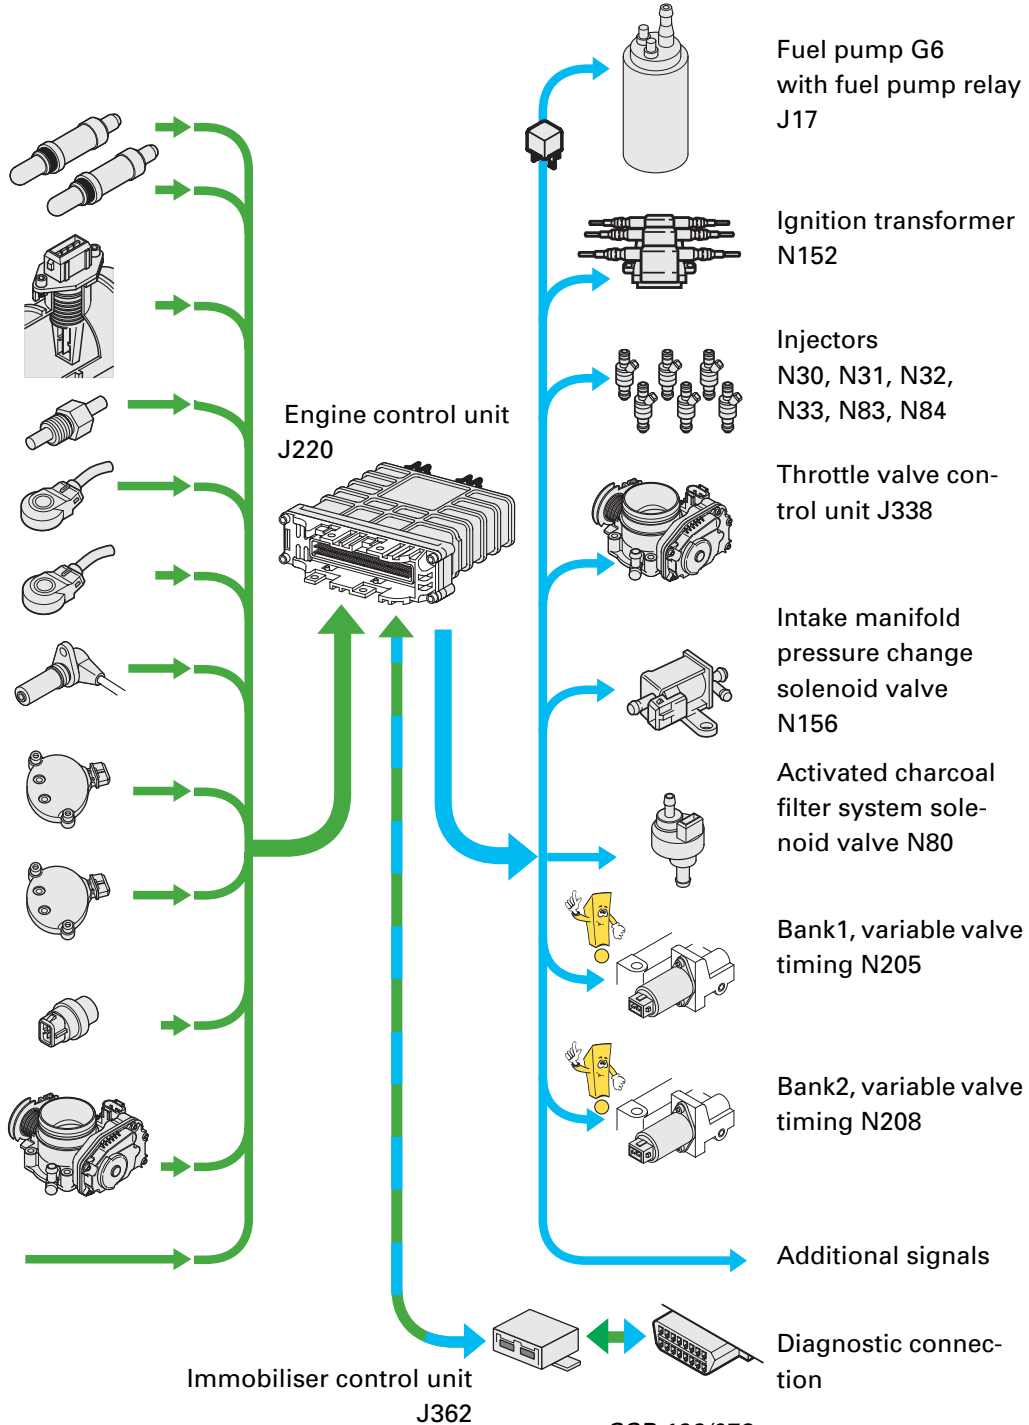 Fuel pump G6
with fuel pump relay
J17
Ignition transformer
N152
Injectors
N30, N31, N32,
N33, N83, N84
Engine control unit
J220
Throttle valve con-
trol unit J338
Intake manifold
pressure change
solenoid valve
N156
Activated charcoal
filter system sole-
noid valve N80
Bank1, variable valve
timing N205
Bank2, variable valve
timing N208
Additional signals
Diagnostic connec-
tion
Immobiliser control unit
J362